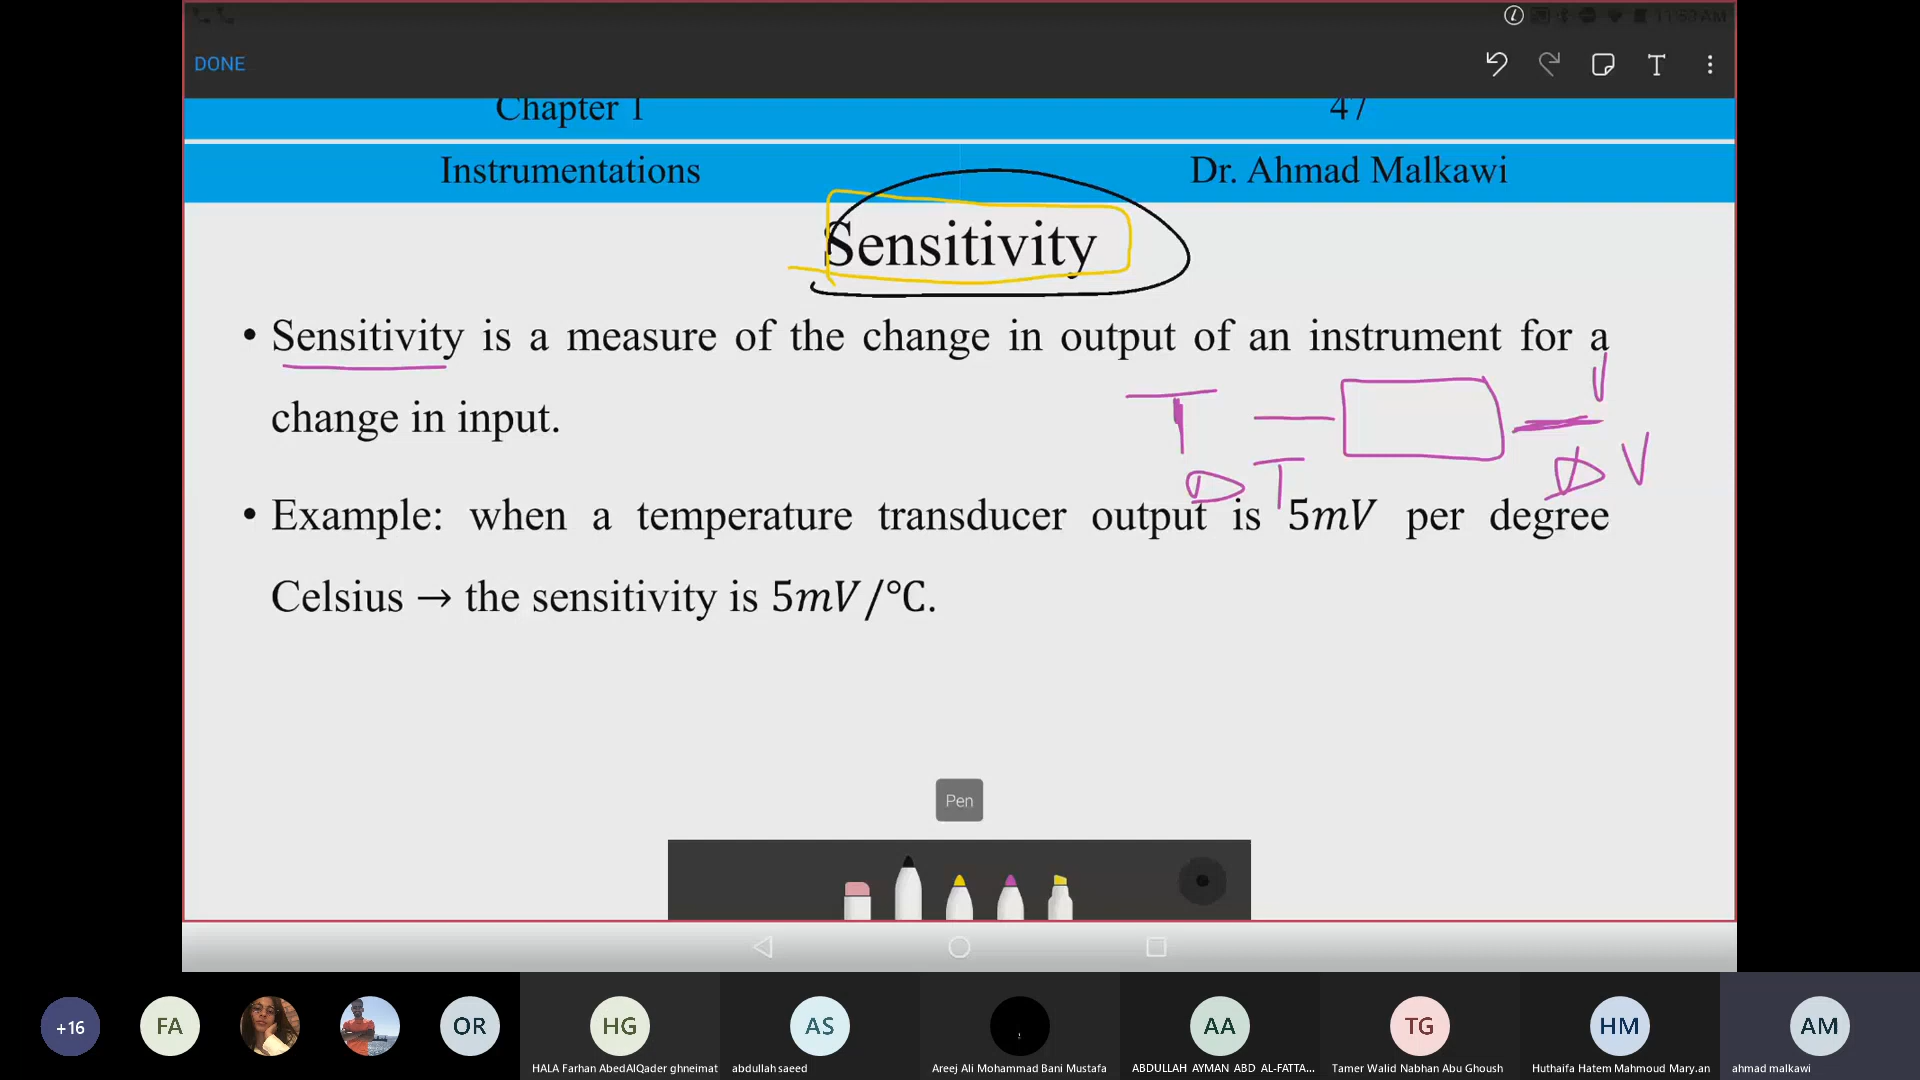 11:59 AM
DONE
T
Chapter 1 47
Instrumentations Dr. Ahmad Malkawi
Sensitivity
• Sensitivity is a measure of the change in output of an instrument for a
change in input.
T V
Δ T Δ V
• Example: when a temperature transducer output is 5mV per degree
Celsius → the sensitivity is 5mV/°C.
Pen
+16 FA OR HG AS AA TG HM AM
HALA Farhan AbedAlQader ghneimat abdullah saeed Areej Ali Mohammad Bani Mustafa ABDULLAH AYMAN ABD AL-FATTA... Tamer Walid Nabhan Abu Ghoush Huthaifa Hatem Mahmoud Mary.an ahmad malkawi